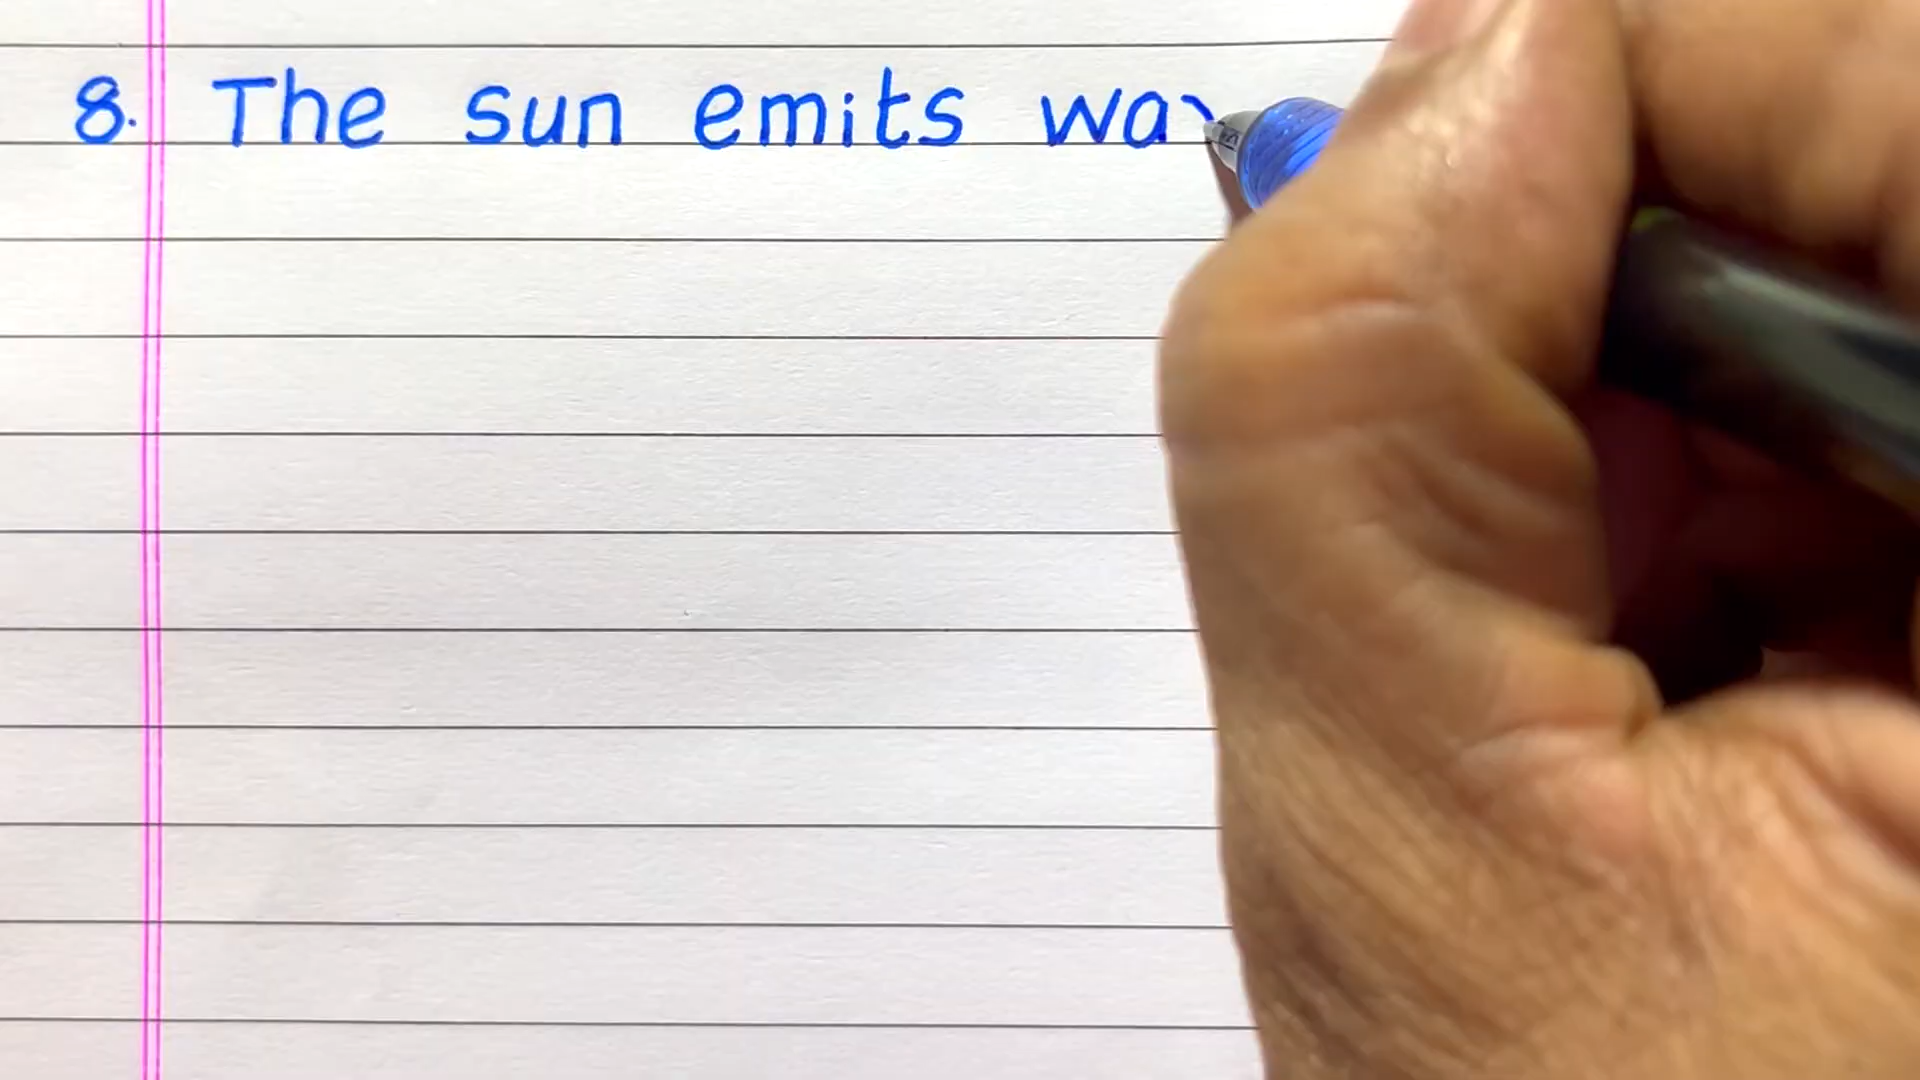 8. The sun emits wa